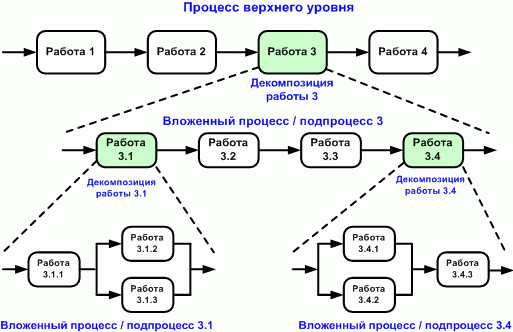 Процесс верхнего уровня
Работа 1
Работа 2
Работа 3
Работа 4
Декомпозиция
работы 3
Вложенный процесс / подпроцесс 3
Работа
3.1
Работа
3.2
Работа
3.3
Работа
3.4
Декомпозиция
работы 3.1
Декомпозиция
работы 3.4
Работа
3.1.1
Работа
3.1.2
Работа
3.1.3
Работа
3.4.1
Работа
3.4.2
Работа
3.4.3
Вложенный процесс / подпроцесс 3.1
Вложенный процесс / подпроцесс 3.4